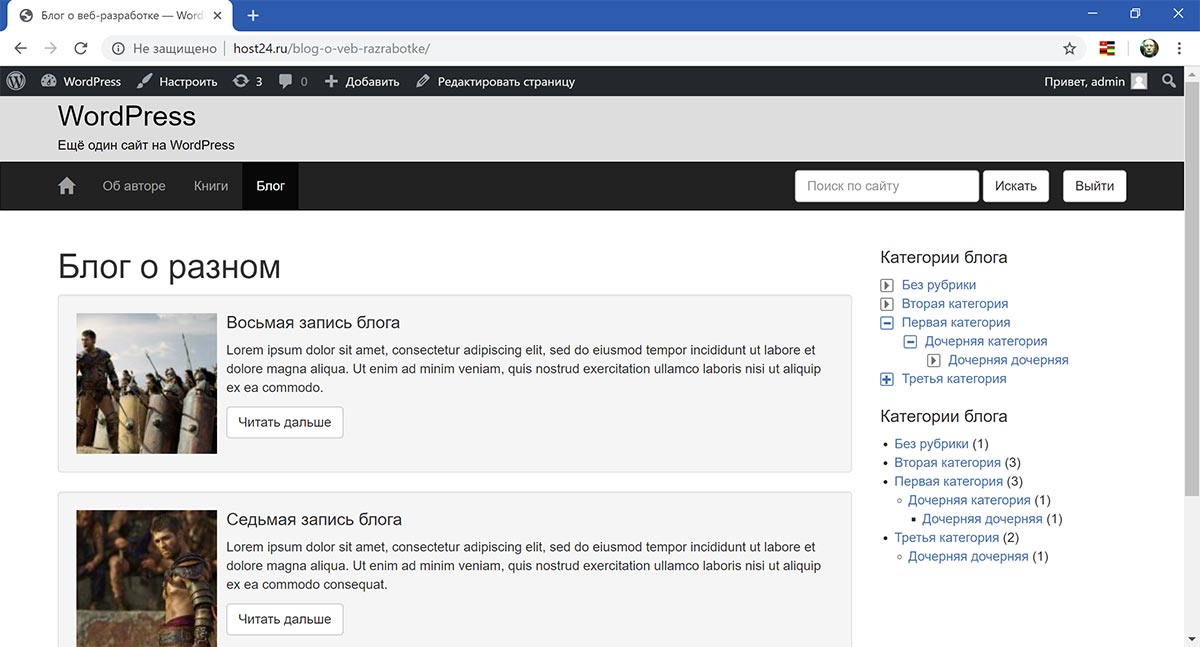 Блог о веб-разработке — Word
Не защищено | host24.ru/blog-o-veb-razrabotke/
WordPress Настроить 3 0 Добавить Редактировать страницу Привет, admin
WordPress
Ещё один сайт на WordPress
Об авторе Книги Блог Поиск по сайту Искать Выйти
Блог о разном
Восьмая запись блога
Lorem ipsum dolor sit amet, consectetur adipiscing elit, sed do eiusmod tempor incididunt ut labore et
dolore magna aliqua. Ut enim ad minim veniam, quis nostrud exercitation ullamco laboris nisi ut aliquip
ex ea commodo.
Читать дальше
Седьмая запись блога
Lorem ipsum dolor sit amet, consectetur adipiscing elit, sed do eiusmod tempor incididunt ut labore et
dolore magna aliqua. Ut enim ad minim veniam, quis nostrud exercitation ullamco laboris nisi ut aliquip
ex ea commodo consequat.
Читать дальше
Категории блога
Без рубрики
Вторая категория
Первая категория
Дочерняя категория
Дочерняя дочерняя
Третья категория
Категории блога
Без рубрики (1)
Вторая категория (3)
Первая категория (3)
Дочерняя категория (1)
Дочерняя дочерняя (1)
Третья категория (2)
Дочерняя дочерняя (1)